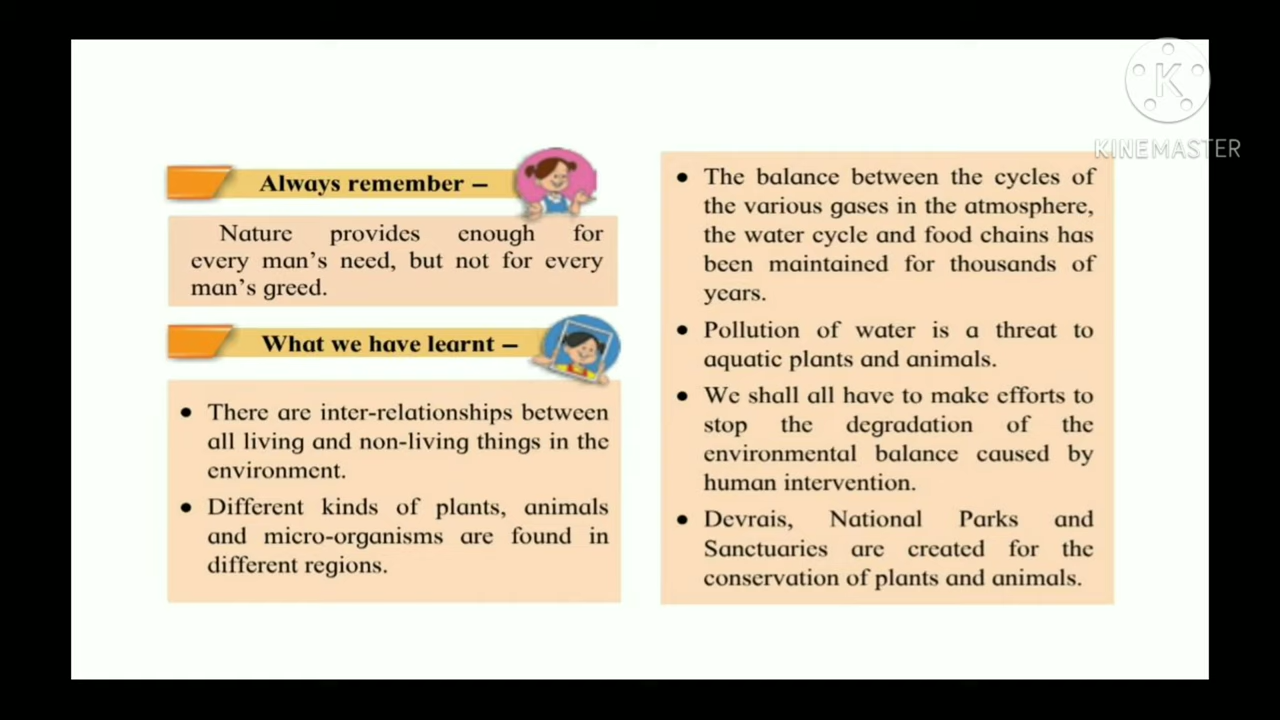 Always remember –
Nature provides enough for
every man's need, but not for every
man's greed.
What we have learnt –
• There are inter-relationships between
all living and non-living things in the
environment.
• Different kinds of plants, animals
and micro-organisms are found in
different regions.
• The balance between the cycles of
the various gases in the atmosphere,
the water cycle and food chains has
been maintained for thousands of
years.
• Pollution of water is a threat to
aquatic plants and animals.
• We shall all have to make efforts to
stop the degradation of the
environmental balance caused by
human intervention.
• Devrais, National Parks and
Sanctuaries are created for the
conservation of plants and animals.
K
KINEMASTER